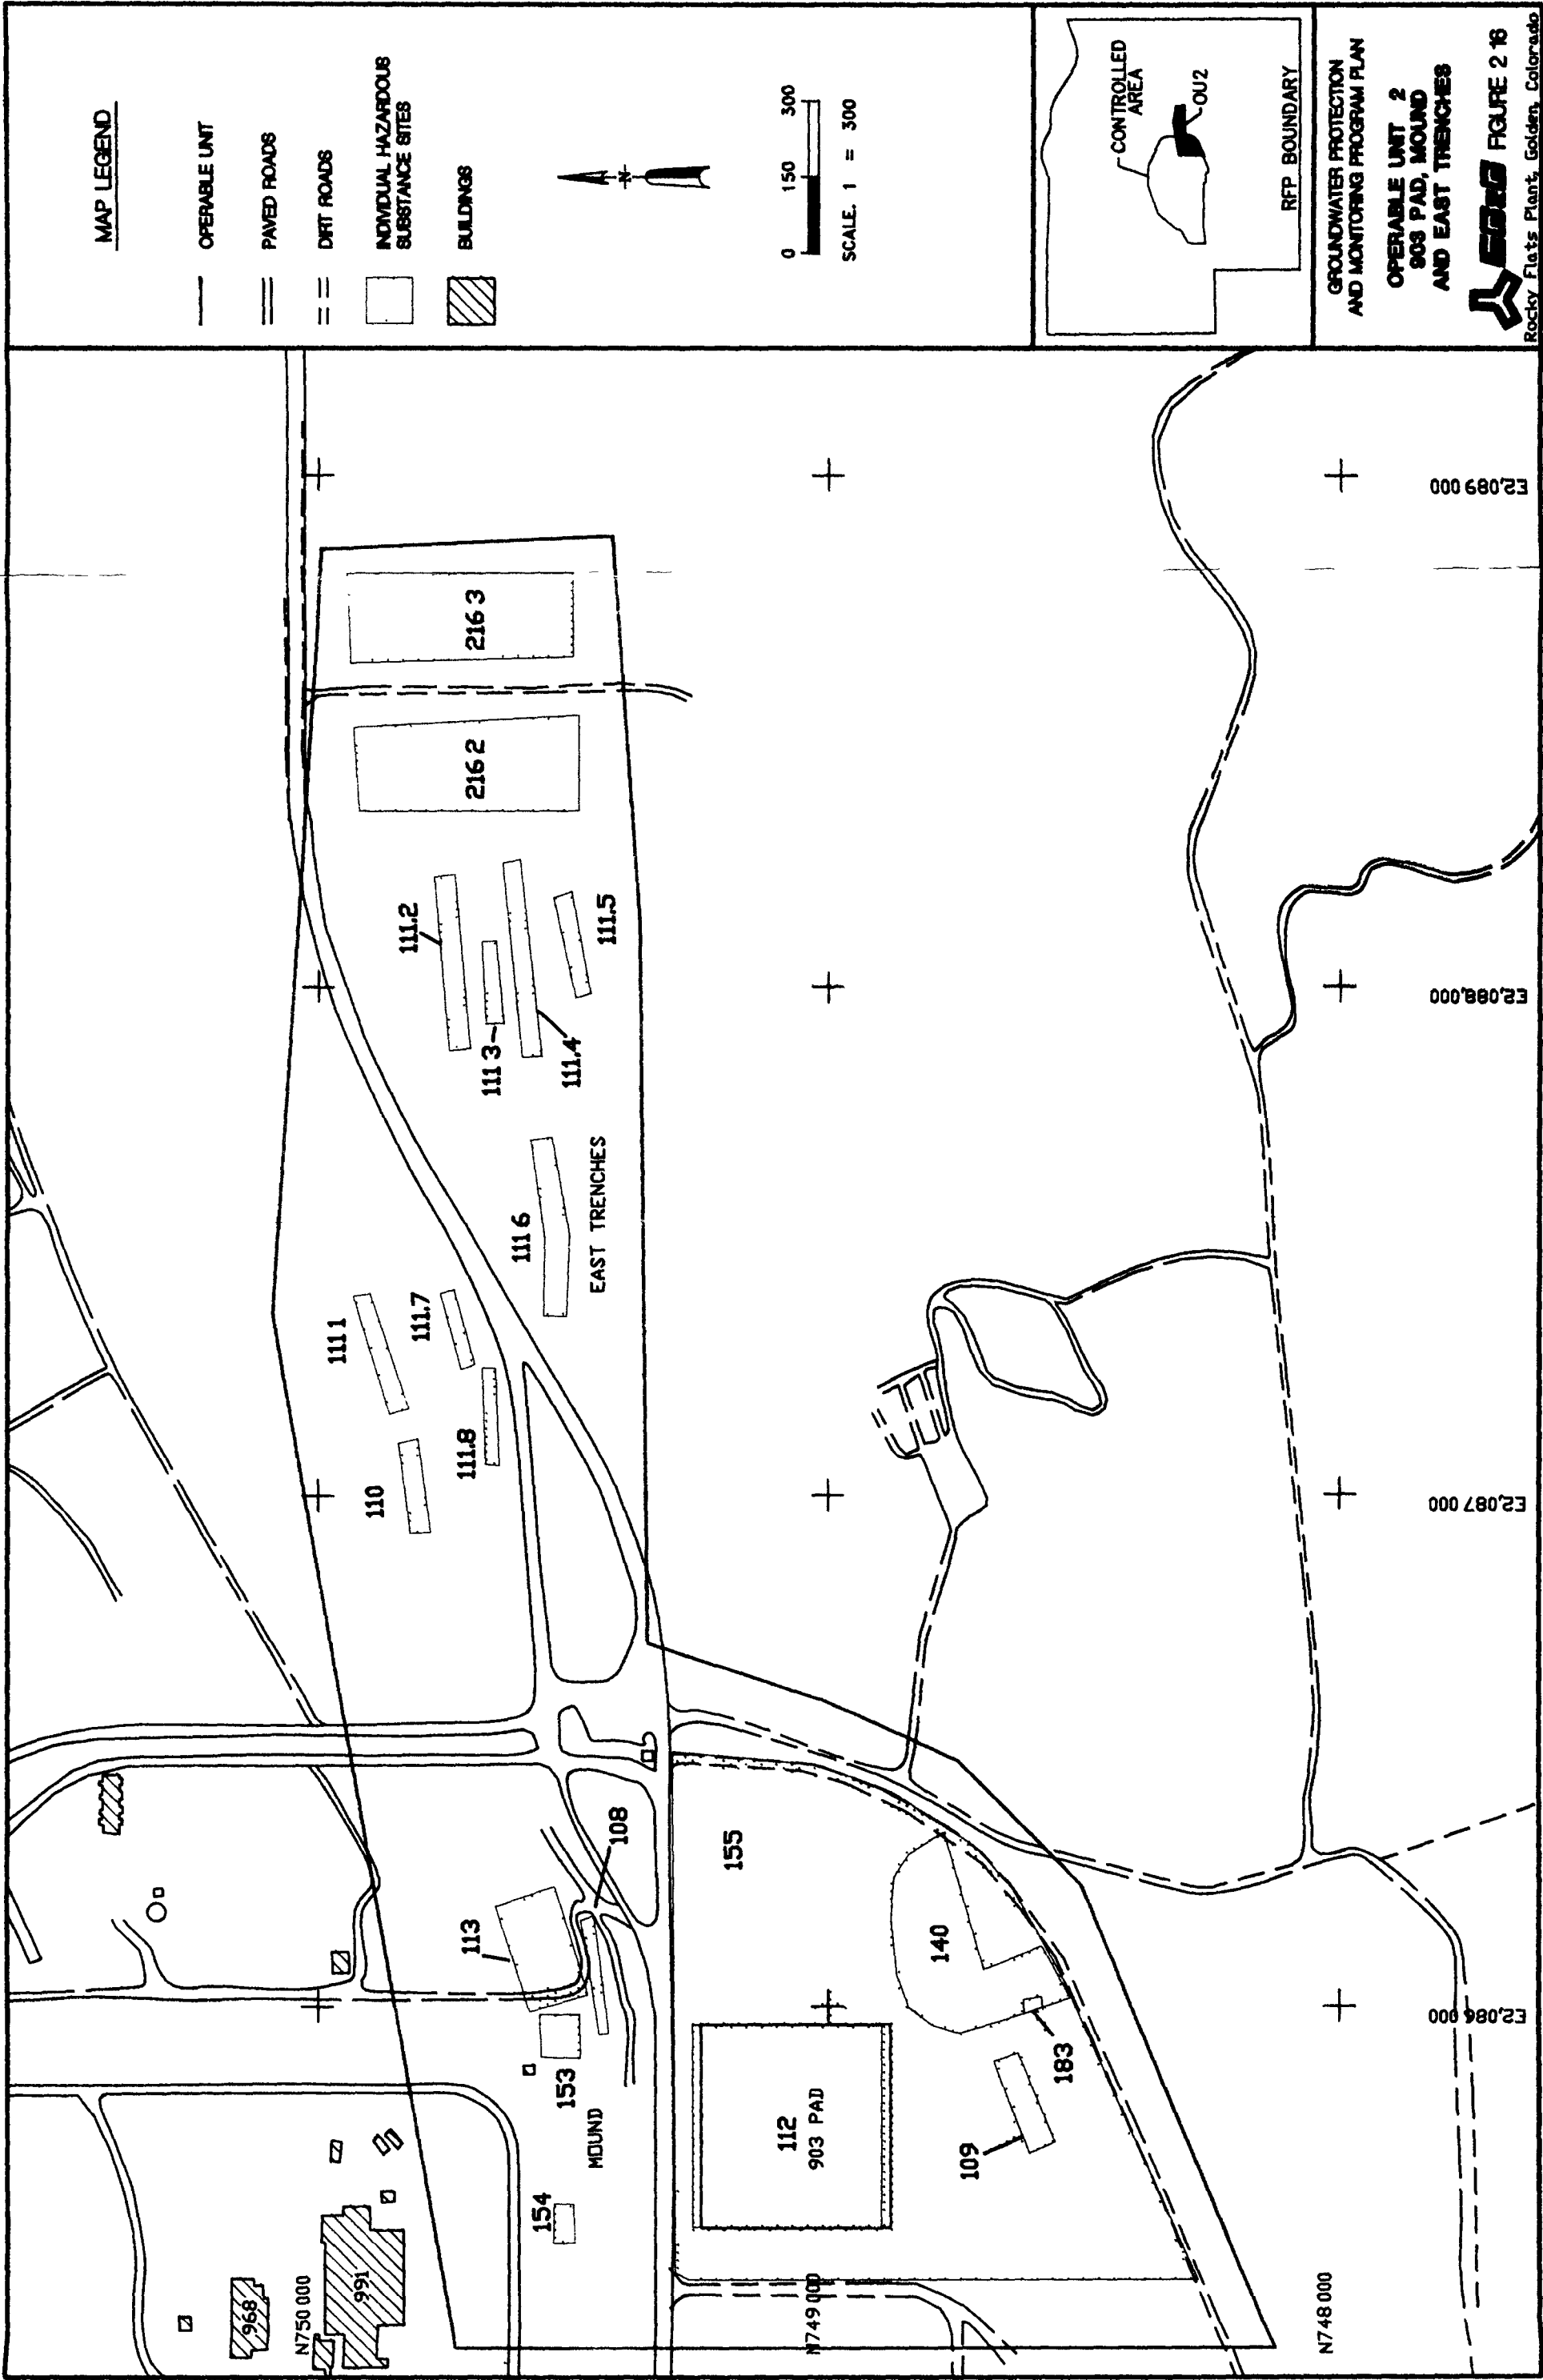 MAP LEGEND
OPERABLE UNIT
PAVED ROADS
DIRT ROADS
INDIVIDUAL HAZARDOUS
SUBSTANCE SITES
BUILDINGS
N
0 150 300
SCALE. 1 = 300
CONTROLLED
AREA
OU2
RFP BOUNDARY
GROUNDWATER PROTECTION
AND MONITORING PROGRAM PLAN
OPERABLE UNIT 2
903 PAD, MOUND
AND EAST TRENCHES
EG&G FIGURE 2 16
Rocky Flats Plant, Golden, Colorado
968
991
N750 000
N749 000
N748 000
154
153
MOUND
113
108
112
903 PAD
155
109
183
140
110
111 1
111.7
111.8
111 6
EAST TRENCHES
111.2
111 3
111.4
111.5
216 2
216 3
E2,086 000
E2,087 000
E2,088,000
E2,089 000